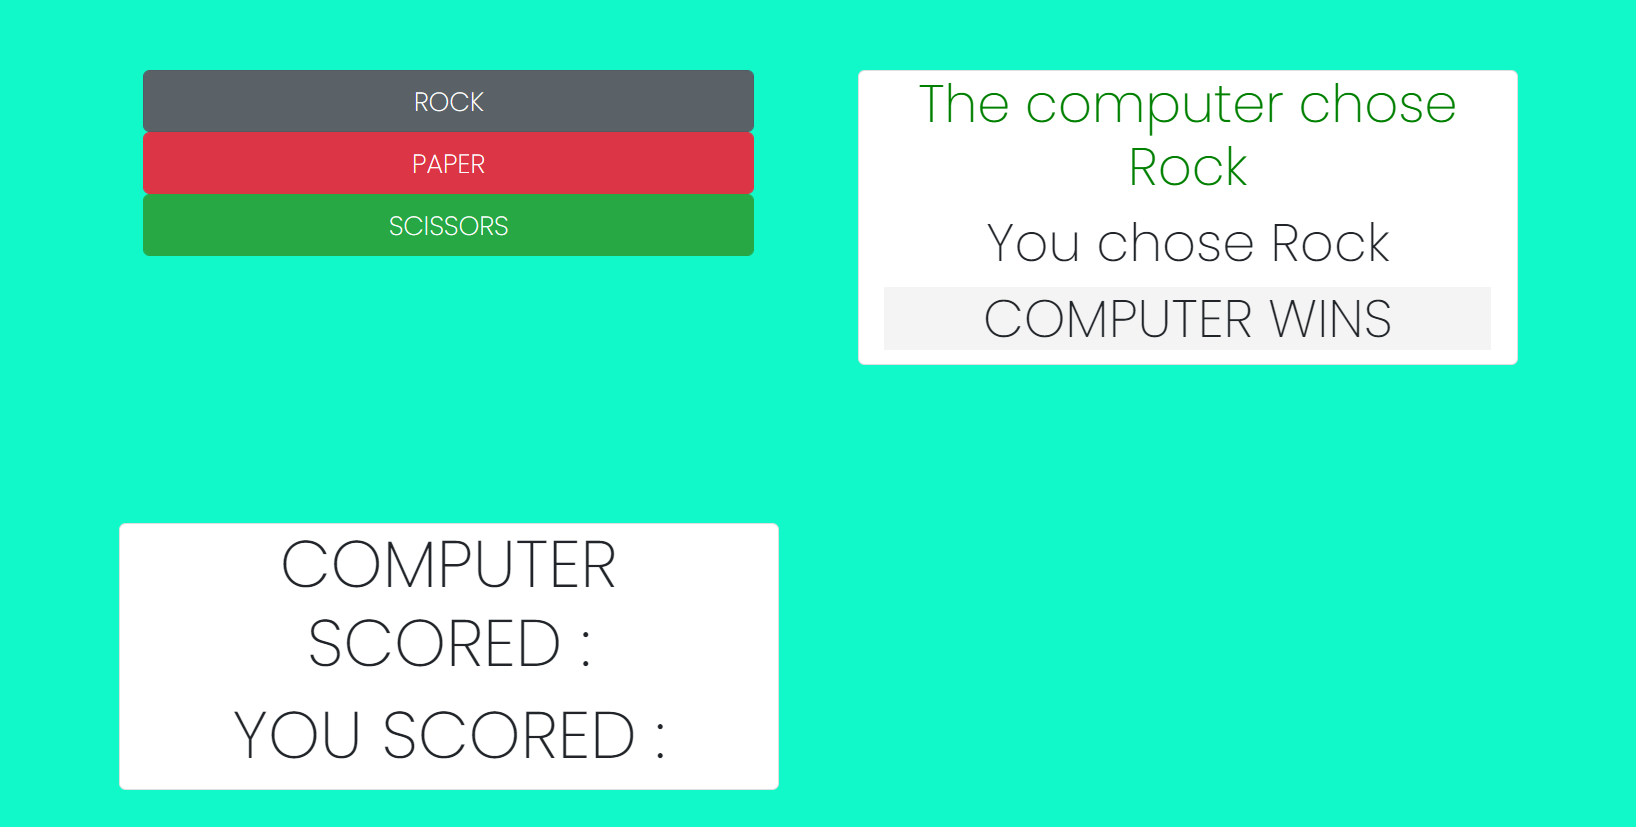 ROCK
PAPER
SCISSORS
The computer chose
Rock
You chose Rock
COMPUTER WINS
COMPUTER
SCORED :
YOU SCORED :